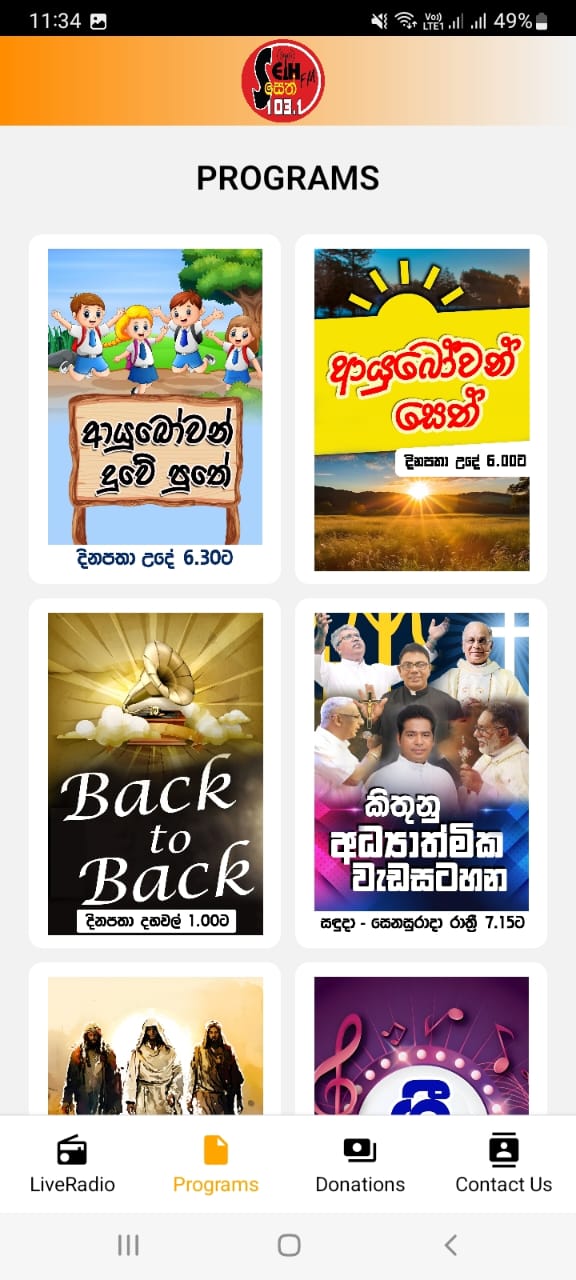 11:34
Vo)) LTE1
49%
SETH FM
සෙත්
103.1
PROGRAMS
ආයුබෝවන්
දුවේ පුතේ
දිනපතා උදේ 6.30ට
ආයුබෝවන්
සෙත්
දිනපතා උදේ 6.00ට
Back
to
Back
දිනපතා දහවල් 1.00ට
කිතුනු
අධ්‍යාත්මික
වැඩසටහන
සඳුදා - සෙනසුරාදා රාත්‍රී 7.15ට
LiveRadio
Programs
Donations
Contact Us